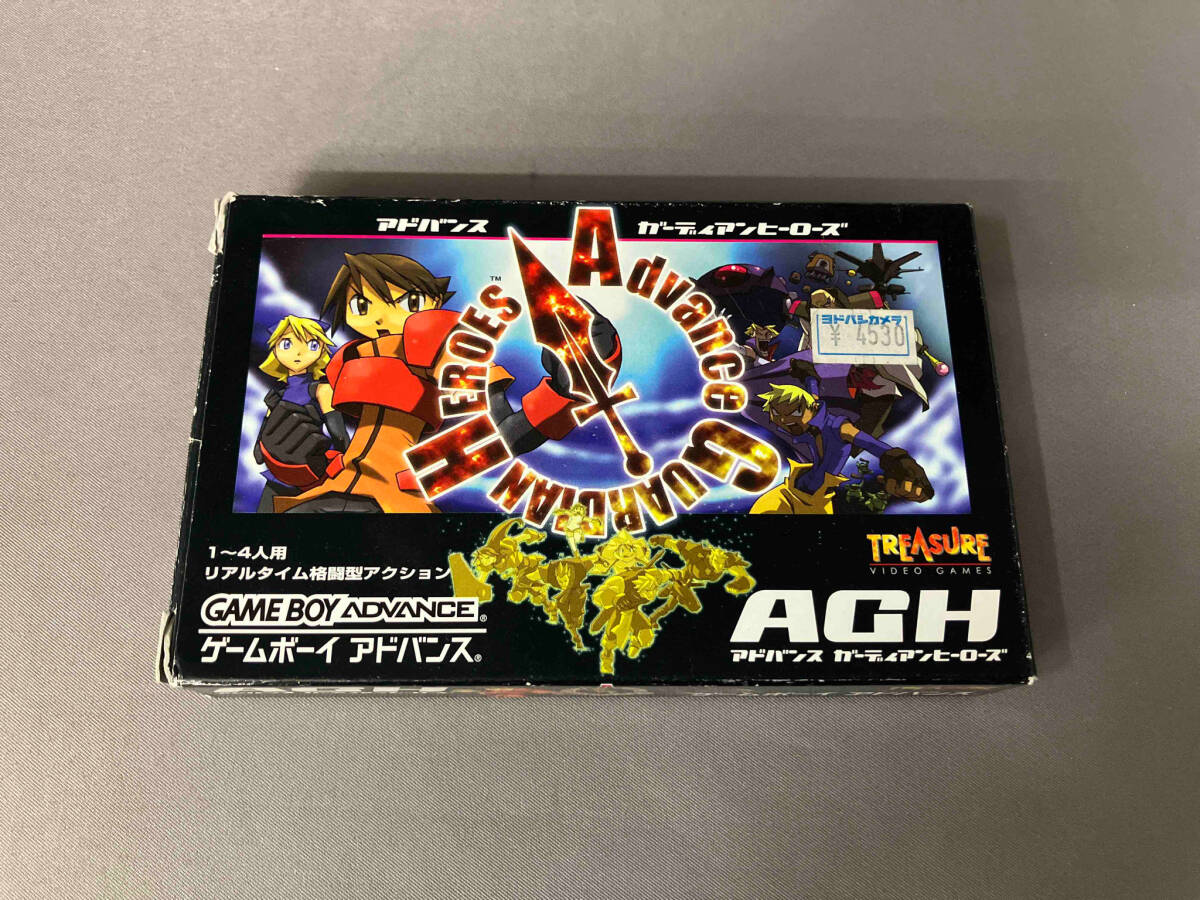 アドバンス ガーディアンヒーローズ
Advance GUARDIAN HEROES™
ヨドバシカメラ
¥ 4530
1〜4人用
リアルタイム格闘型アクション
TREASURE
VIDEO GAMES
GAME BOY ADVANCE®
ゲームボーイ アドバンス®
AGH
アドバンス ガーディアンヒーローズ